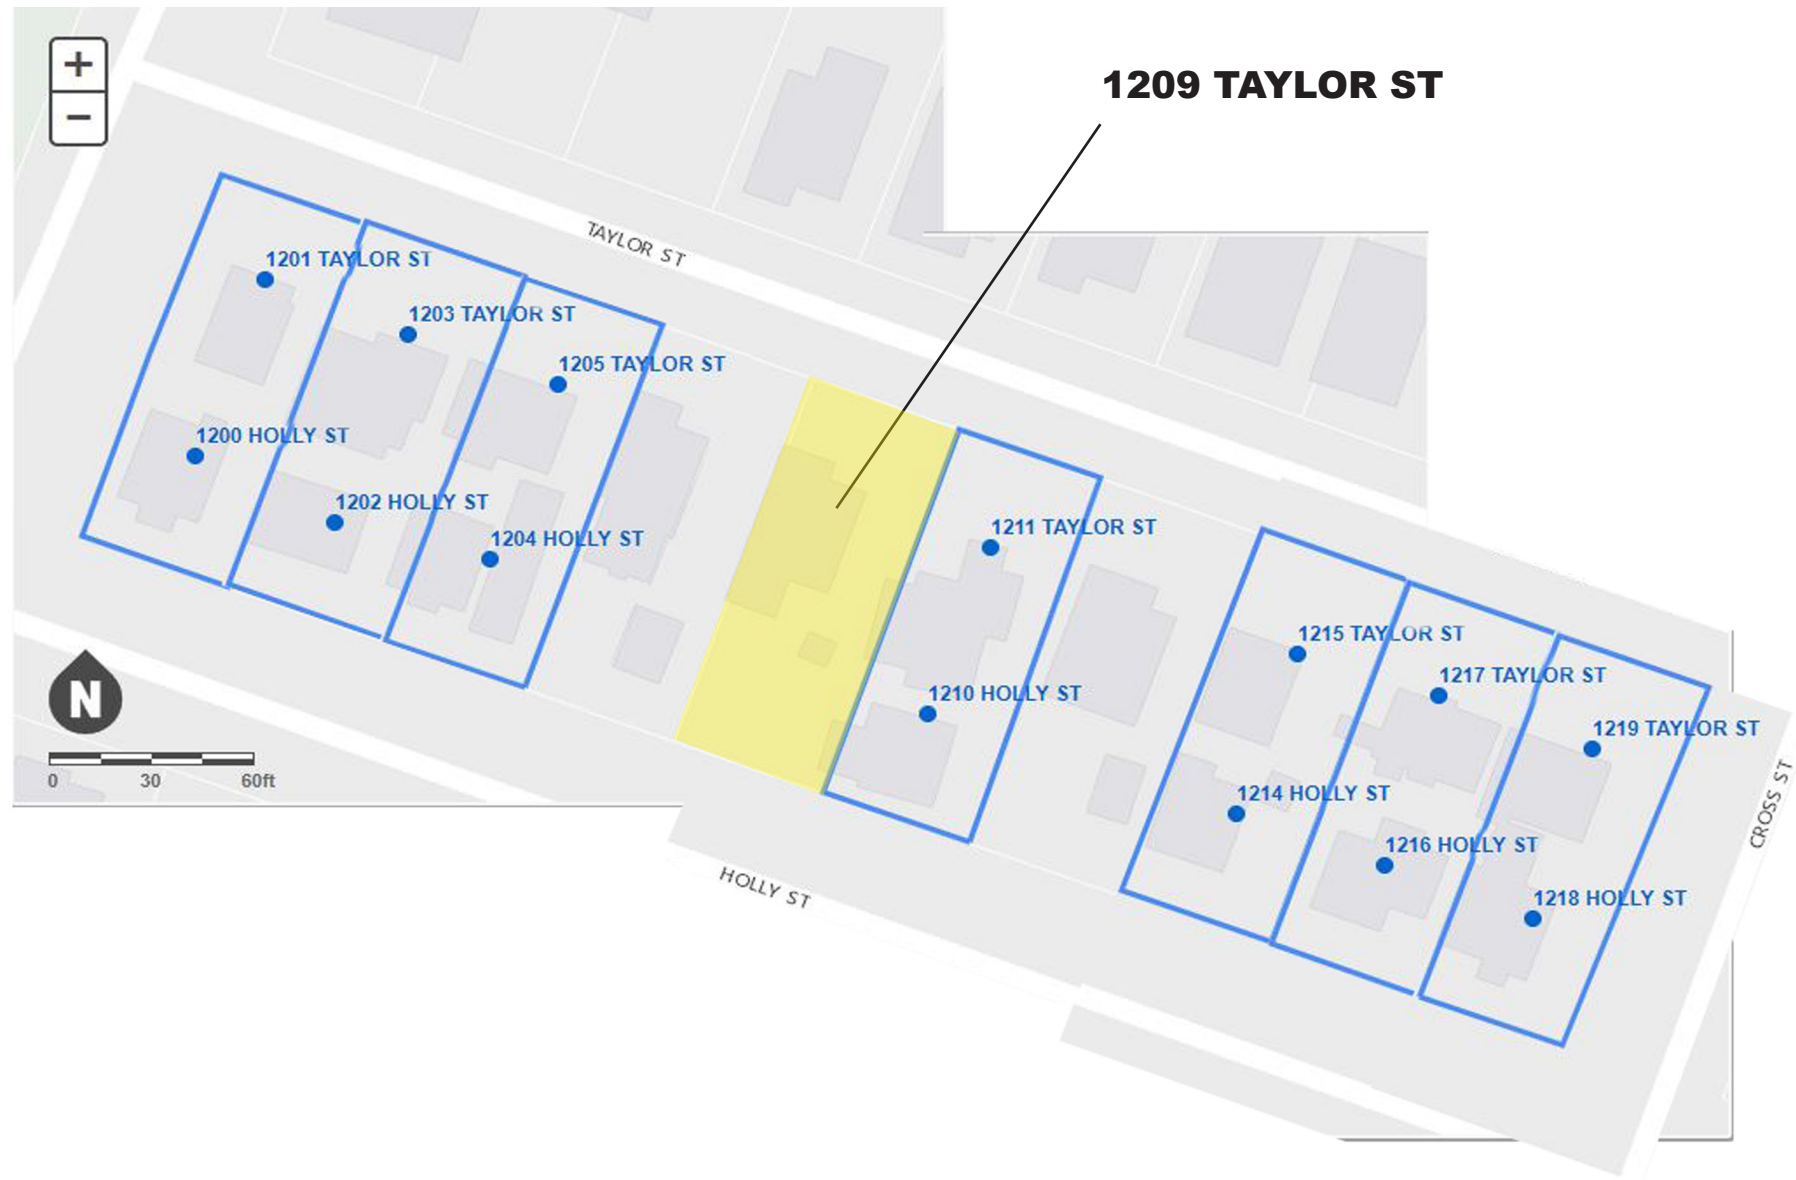 +
1209 TAYLOR ST
−
TAYLOR ST
1201 TAYLOR ST
1203 TAYLOR ST
1205 TAYLOR ST
1200 HOLLY ST
1202 HOLLY ST
1204 HOLLY ST
1211 TAYLOR ST
1210 HOLLY ST
1215 TAYLOR ST
1217 TAYLOR ST
1219 TAYLOR ST
1214 HOLLY ST
1216 HOLLY ST
1218 HOLLY ST
CROSS ST
N
0 30 60ft
HOLLY ST